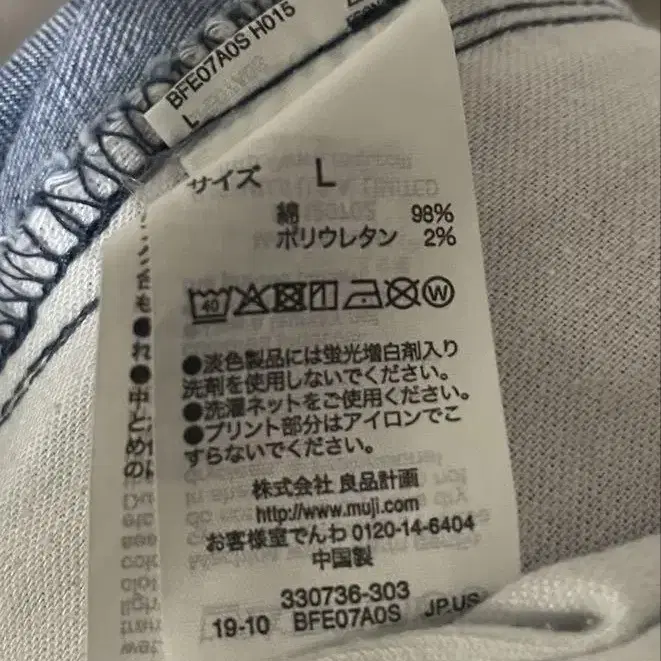 BFE07A0S H015
L
サイズ L
綿 98%
ポリウレタン 2%
40
W
●淡色製品には蛍光増白剤入り
洗剤を使用しないでください。
●洗濯ネットをご使用ください。
●プリント部分はアイロンでこ
すらないでください。
株式会社 良品計画
http://www.muji.com
お客様室でんわ 0120-14-6404
中国製
330736-303
19-10 BFE07A0S JP.US